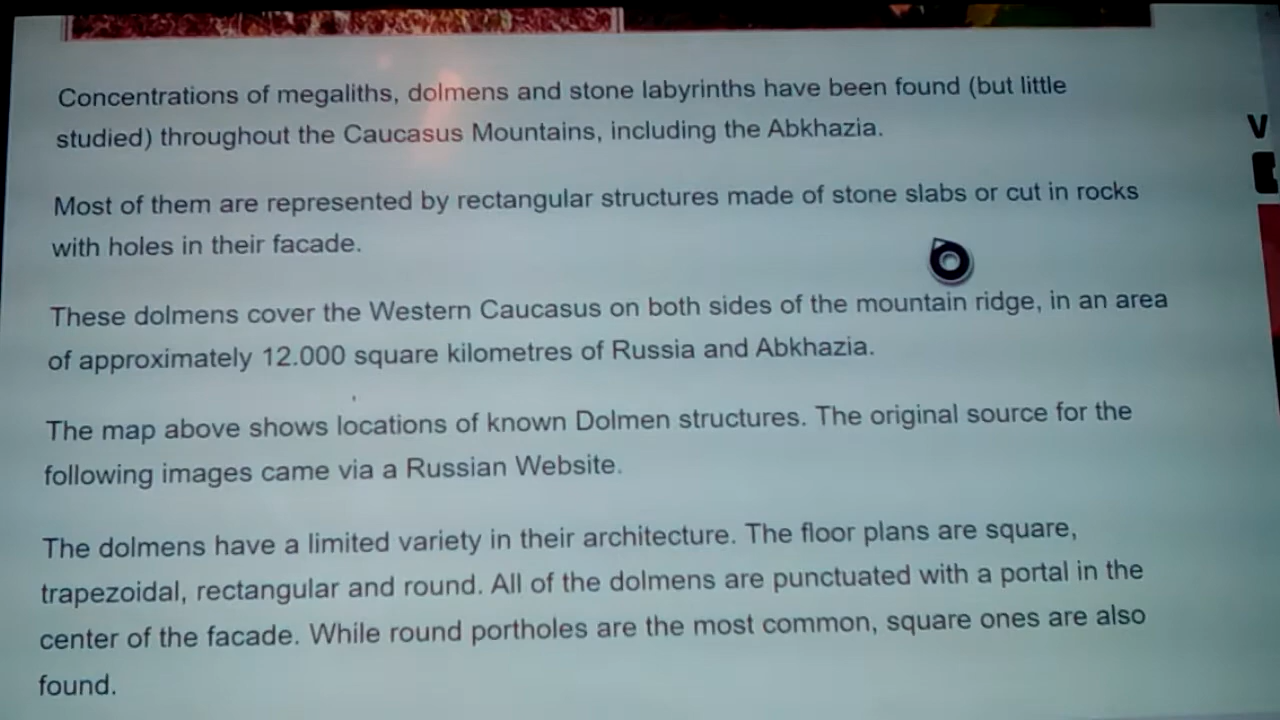 Concentrations of megaliths, dolmens and stone labyrinths have been found (but little
studied) throughout the Caucasus Mountains, including the Abkhazia.
Most of them are represented by rectangular structures made of stone slabs or cut in rocks
with holes in their facade.
These dolmens cover the Western Caucasus on both sides of the mountain ridge, in an area
of approximately 12.000 square kilometres of Russia and Abkhazia.
The map above shows locations of known Dolmen structures. The original source for the
following images came via a Russian Website.
The dolmens have a limited variety in their architecture. The floor plans are square,
trapezoidal, rectangular and round. All of the dolmens are punctuated with a portal in the
center of the facade. While round portholes are the most common, square ones are also
found.